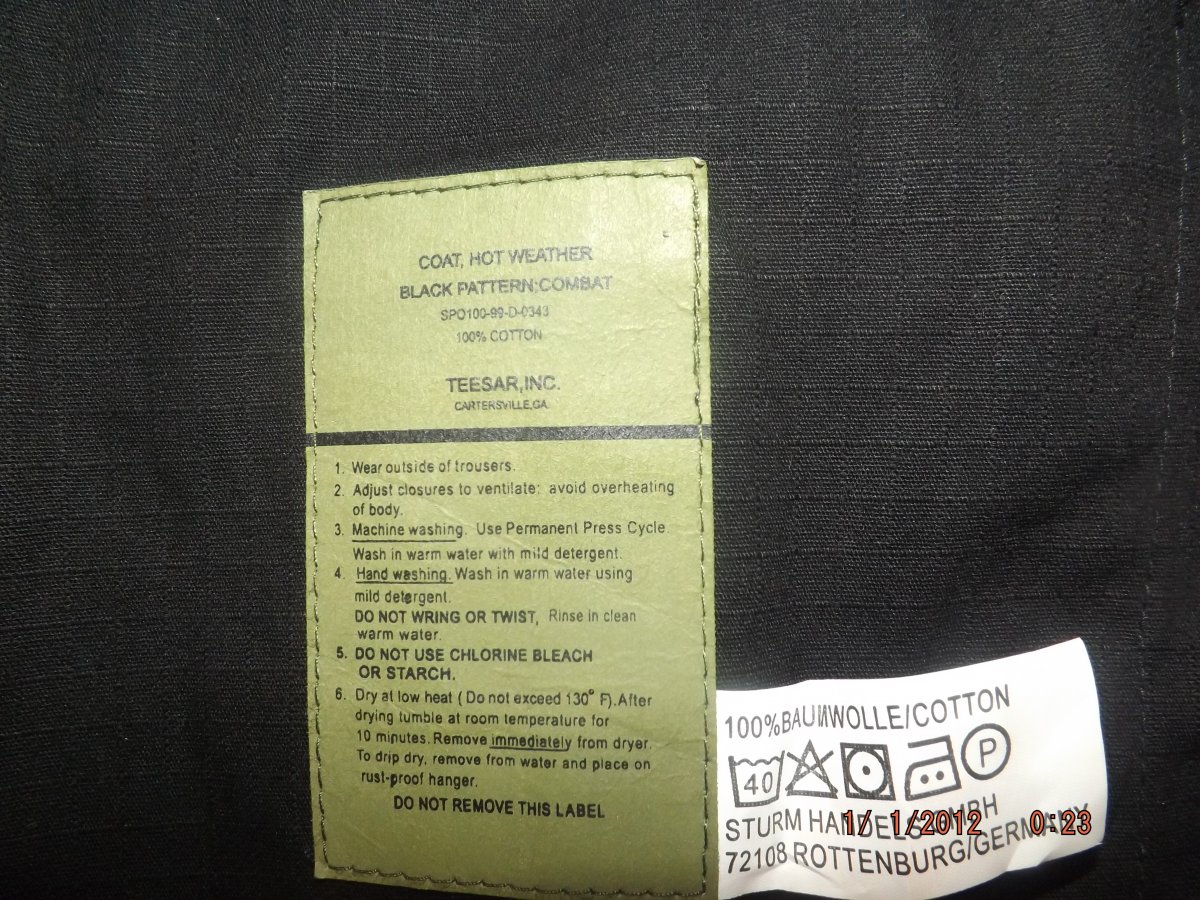 COAT, HOT WEATHER
BLACK PATTERN:COMBAT
SPO100-99-D-0343
100% COTTON
TEESAR,INC.
CARTERSVILLE,GA.
1. Wear outside of trousers.
2. Adjust closures to ventilate: avoid overheating
of body.
3. Machine washing. Use Permanent Press Cycle.
Wash in warm water with mild detergent.
4. Hand washing. Wash in warm water using
mild detergent.
DO NOT WRING OR TWIST, Rinse in clean
warm water.
5. DO NOT USE CHLORINE BLEACH
OR STARCH.
6. Dry at low heat ( Do not exceed 130° F).After
drying tumble at room temperature for
10 minutes. Remove immediately from dryer.
To drip dry, remove from water and place on
rust-proof hanger.
DO NOT REMOVE THIS LABEL
100%BAUMWOLLE/COTTON
40 P
STURM HANDELS GMBH
72108 ROTTENBURG/GERMANY
1/ 1/2012 0:23